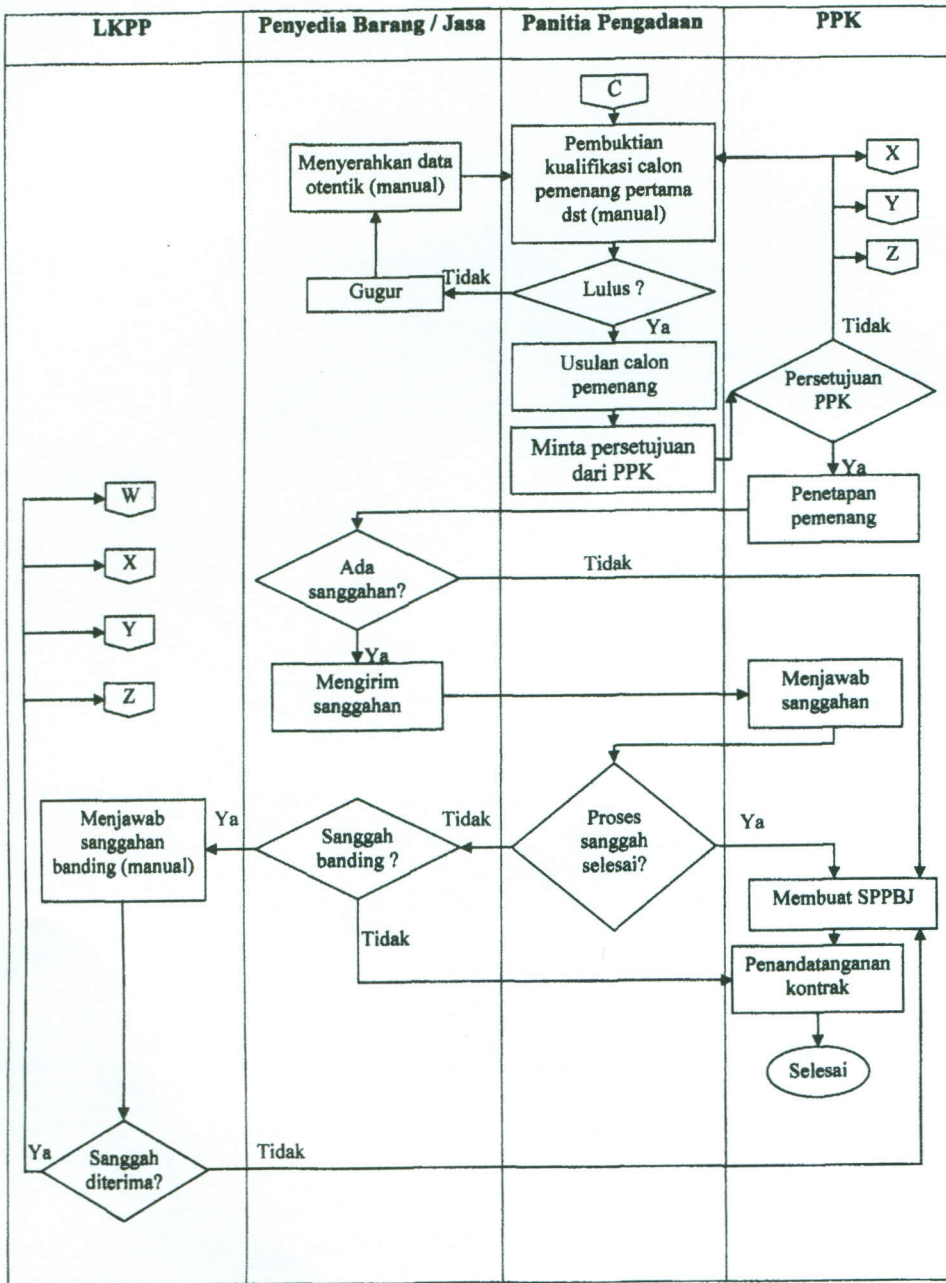 LKPP
Penyedia Barang / Jasa
Panitia Pengadaan
PPK
C
Menyerahkan data
otentik (manual)
Pembuktian
kualifikasi calon
pemenang pertama
dst (manual)
X
Y
Z
Gugur
Tidak
Lulus ?
Ya
Tidak
Usulan calon
pemenang
Persetujuan
PPK
Minta persetujuan
dari PPK
Ya
Penetapan
pemenang
W
X
Y
Z
Ada
sanggahan?
Tidak
Ya
Mengirim
sanggahan
Menjawab
sanggahan
Menjawab
sanggahan
banding (manual)
Ya
Sanggah
banding ?
Tidak
Proses
sanggah
selesai?
Ya
Membuat SPPBJ
Tidak
Penandatanganan
kontrak
Selesai
Ya
Sanggah
diterima?
Tidak